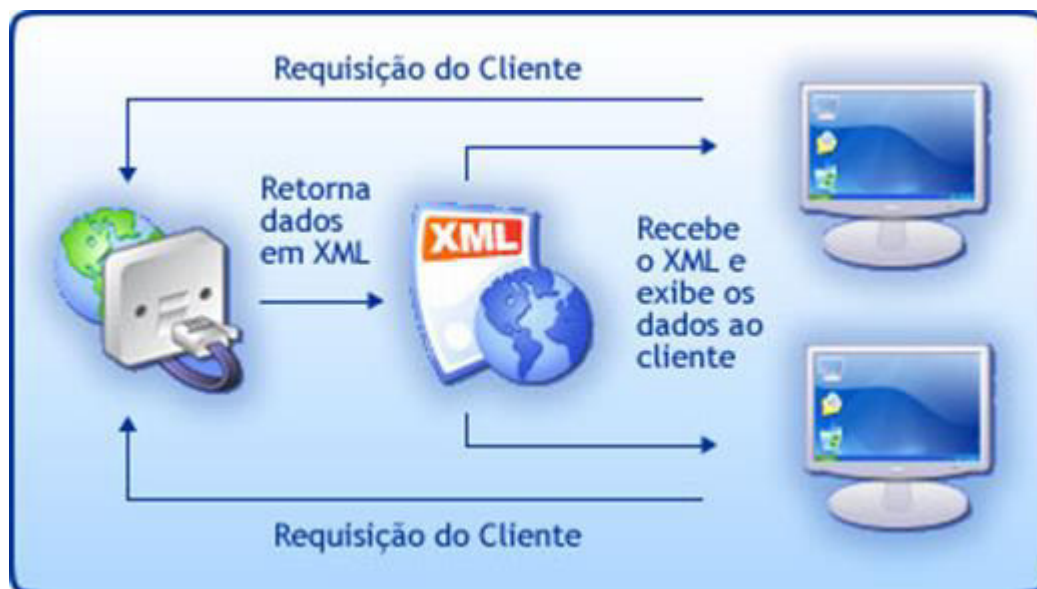 Requisição do Cliente
Retorna
dados
em XML
XML
Recebe
o XML e
exibe os
dados ao
cliente
Requisição do Cliente